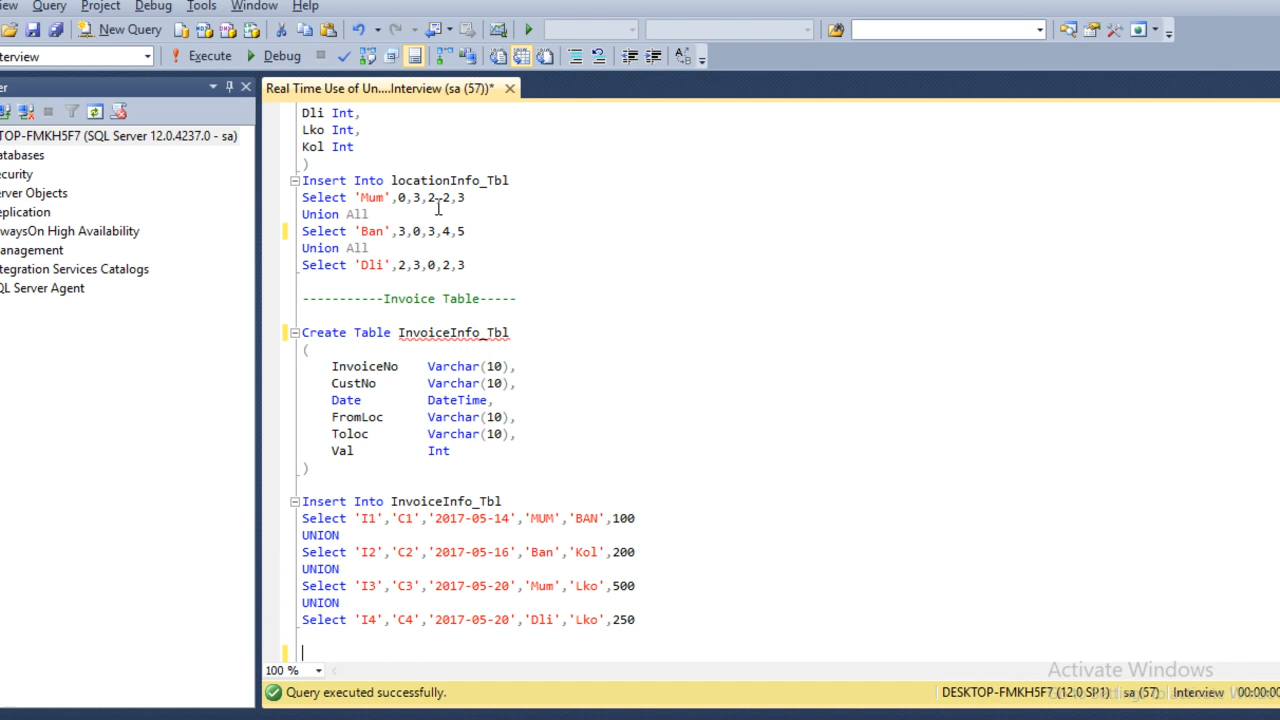 iew Query Project Debug Tools Window Help
New Query
terview Execute Debug
er
Real Time Use of Un....Interview (sa (57))*
TOP-FMKH5F7 (SQL Server 12.0.4237.0 - sa)
atabases
ecurity
erver Objects
eplication
lwaysOn High Availability
anagement
ntegration Services Catalogs
QL Server Agent
Dli Int,
Lko Int,
Kol Int
)
Insert Into locationInfo_Tbl
Select 'Mum',0,3,2,2,3
Union All
Select 'Ban',3,0,3,4,5
Union All
Select 'Dli',2,3,0,2,3
-----------Invoice Table-----
Create Table InvoiceInfo_Tbl
(
InvoiceNo Varchar(10),
CustNo Varchar(10),
Date DateTime,
FromLoc Varchar(10),
Toloc Varchar(10),
Val Int
)
Insert Into InvoiceInfo_Tbl
Select 'I1','C1','2017-05-14','MUM','BAN',100
UNION
Select 'I2','C2','2017-05-16','Ban','Kol',200
UNION
Select 'I3','C3','2017-05-20','Mum','Lko',500
UNION
Select 'I4','C4','2017-05-20','Dli','Lko',250
100 %
Activate Windows
Query executed successfully.
DESKTOP-FMKH5F7 (12.0 SP1) sa (57) Interview 00:00:0